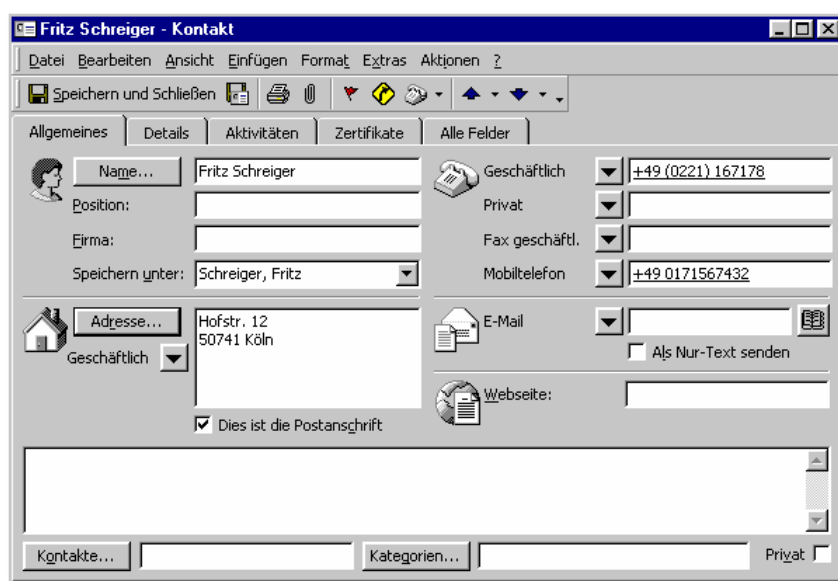 Fritz Schreiger - Kontakt
Datei Bearbeiten Ansicht Einfügen Format Extras Aktionen ?
Speichern und Schließen
Allgemeines Details Aktivitäten Zertifikate Alle Felder
Name... Fritz Schreiger
Position:
Firma:
Speichern unter: Schreiger, Fritz
Geschäftlich +49 (0221) 167178
Privat
Fax geschäftl.
Mobiltelefon +49 0171567432
Adresse... Hofstr. 12
50741 Köln
Geschäftlich
Dies ist die Postanschrift
E-Mail
Als Nur-Text senden
Webseite:
Kontakte... Kategorien... Privat